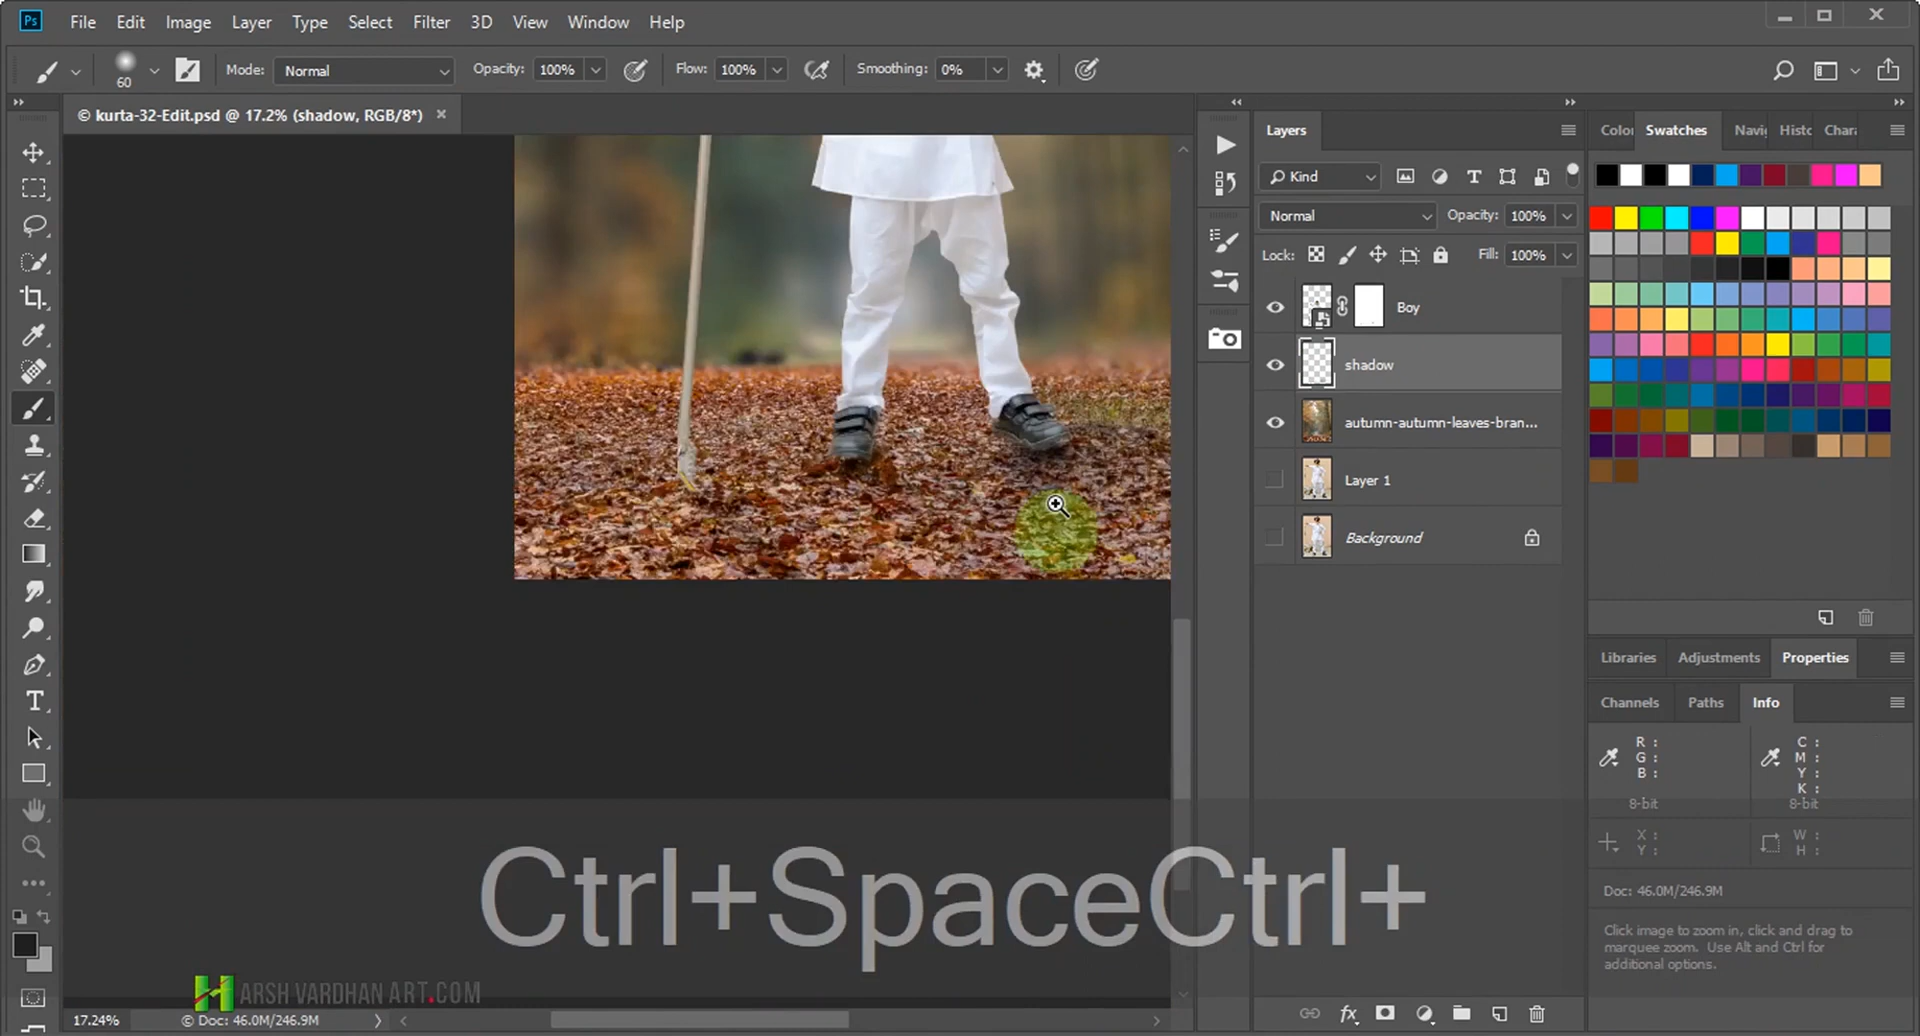 Ps File Edit Image Layer Type Select Filter 3D View Window Help
60 Mode: Normal Opacity: 100% Flow: 100% Smoothing: 0%
© kurta-32-Edit.psd @ 17.2% (shadow, RGB/8*)
Layers
Kind
Normal Opacity: 100%
Lock: Fill: 100%
Boy
shadow
autumn-autumn-leaves-bran...
Layer 1
Background
Color Swatches Navi Histo Chara
Libraries Adjustments Properties
Channels Paths Info
R : C :
G : M :
B : Y :
K :
8-bit 8-bit
X : W :
Y : H :
Doc: 46.0M/246.9M
Click image to zoom in, click and drag to
marquee zoom. Use Alt and Ctrl for
additional options.
Ctrl+SpaceCtrl+
HARSH VARDHAN ART.COM
17.24% © Doc: 46.0M/246.9M
fx